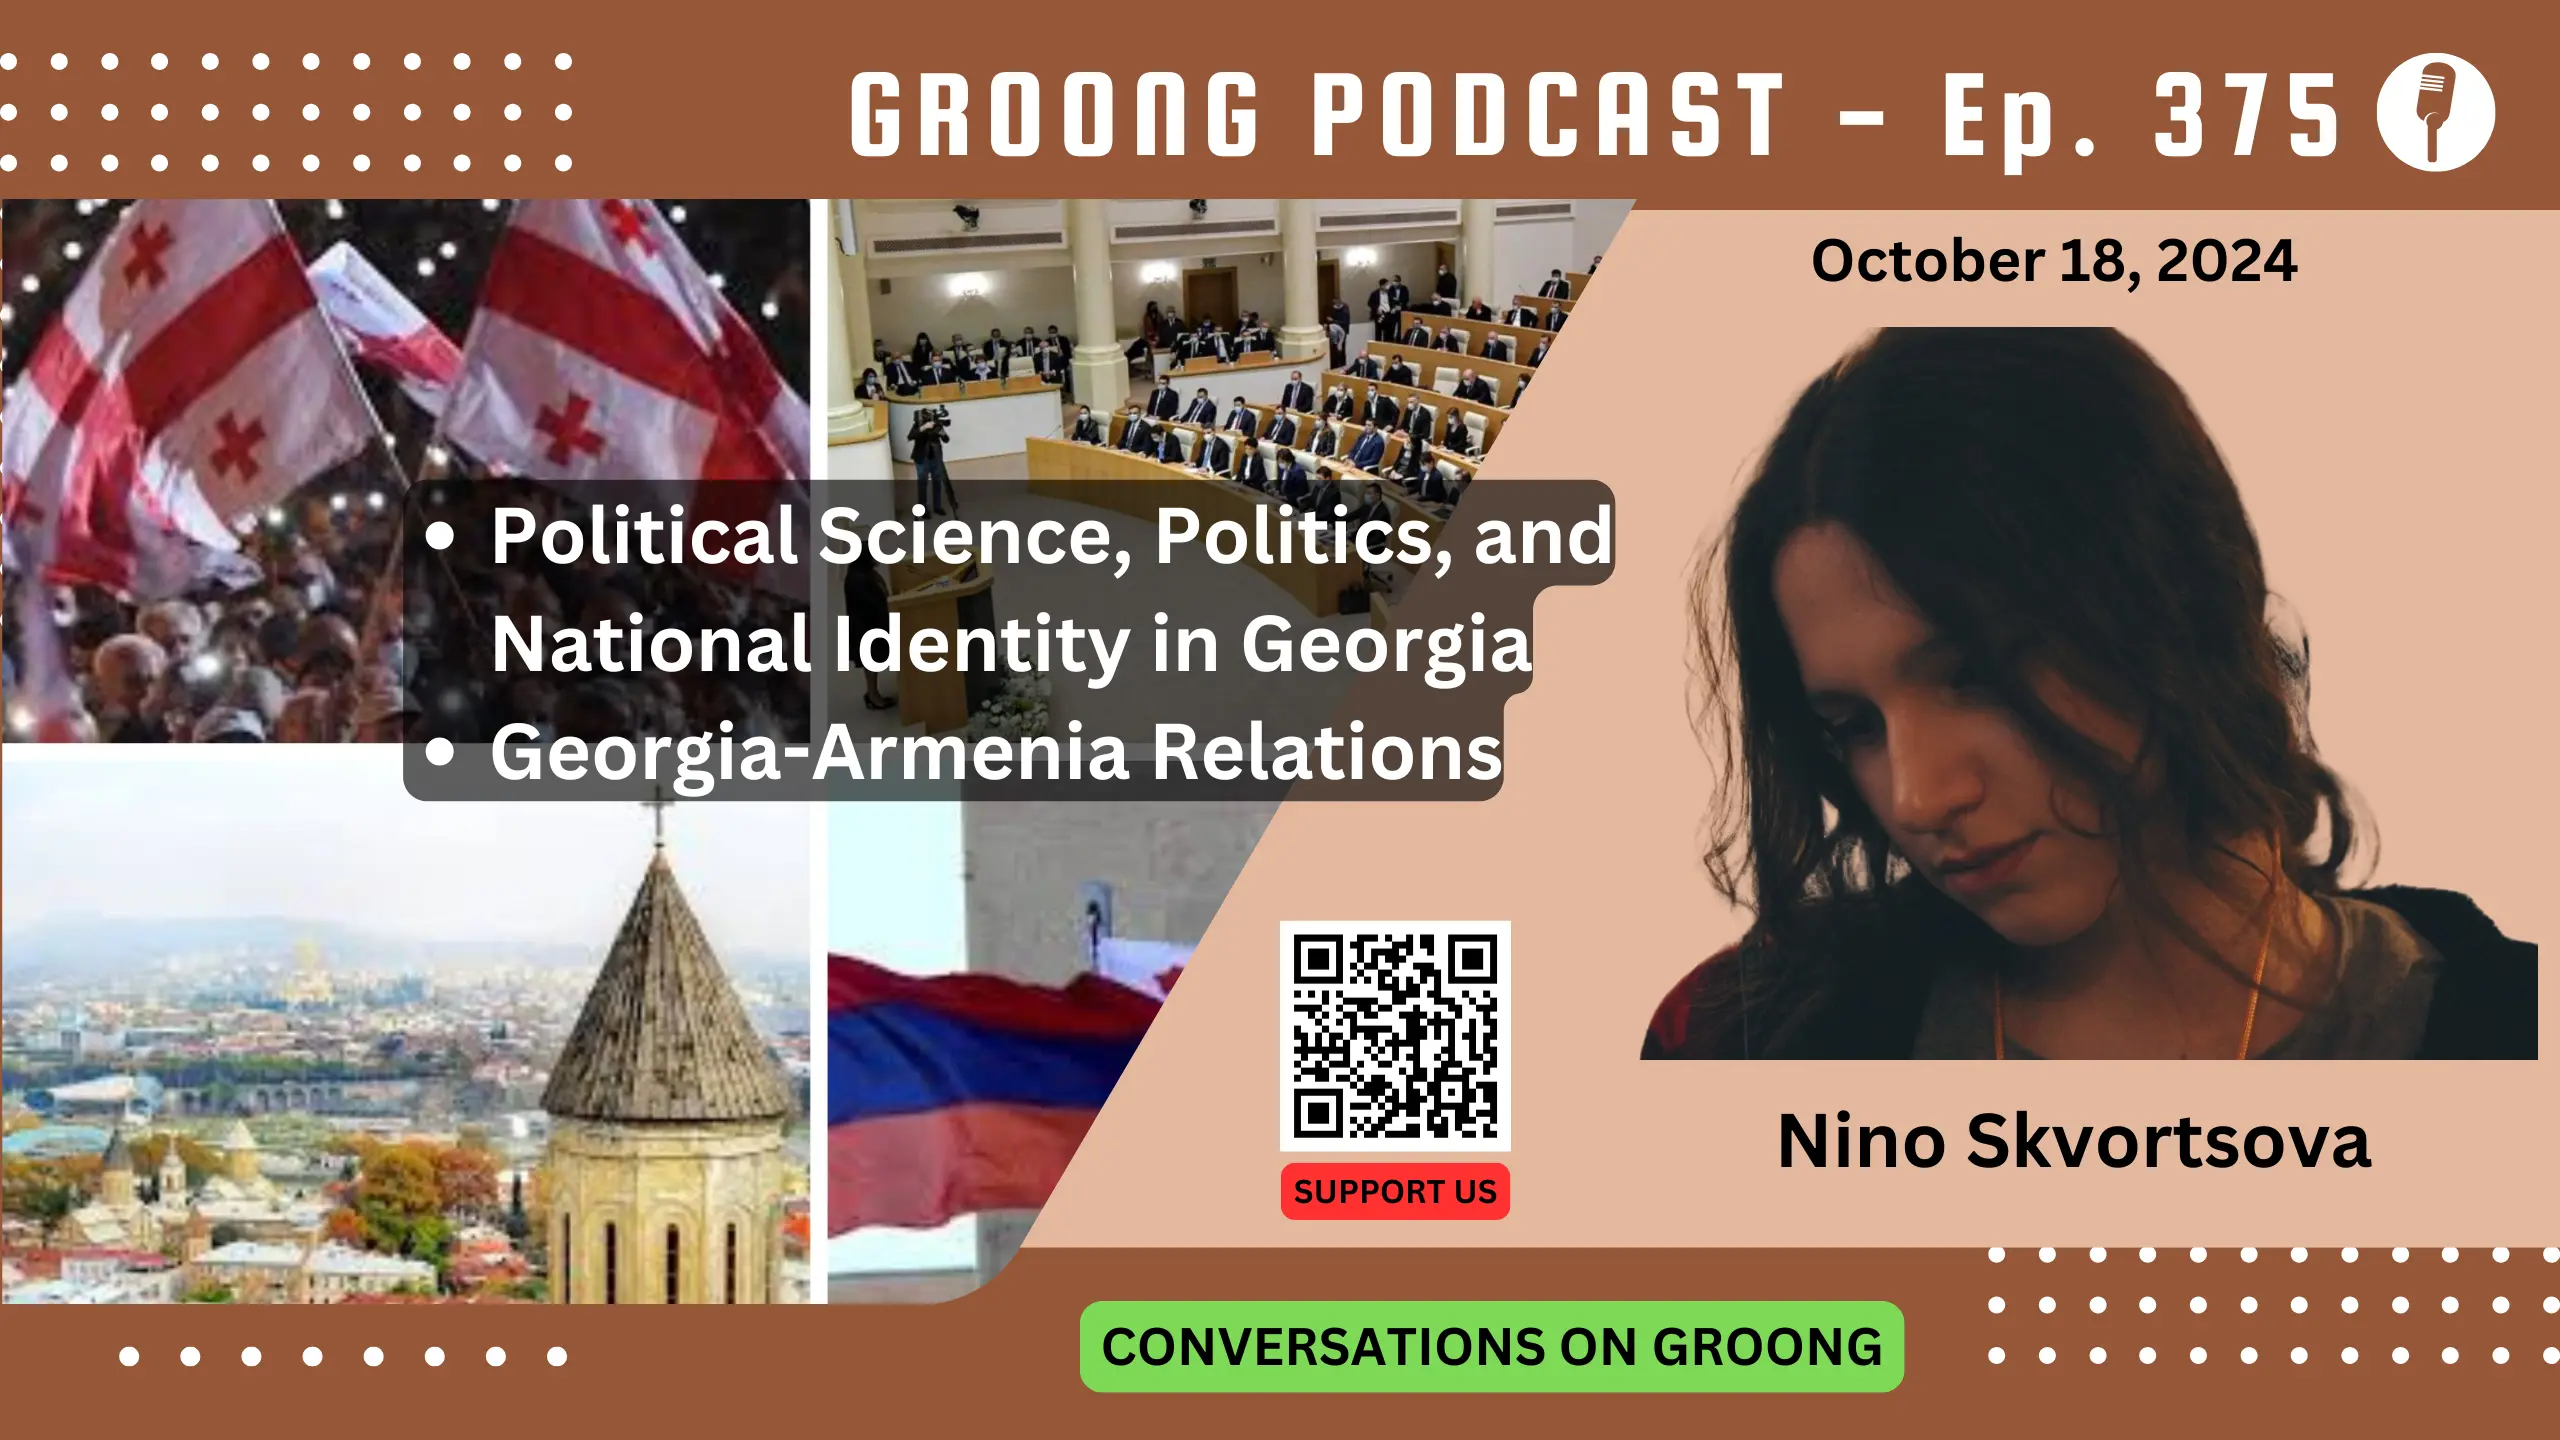 GROONG PODCAST - Ep. 375
October 18, 2024
• Political Science, Politics, and
National Identity in Georgia
• Georgia-Armenia Relations
SUPPORT US
Nino Skvortsova
CONVERSATIONS ON GROONG